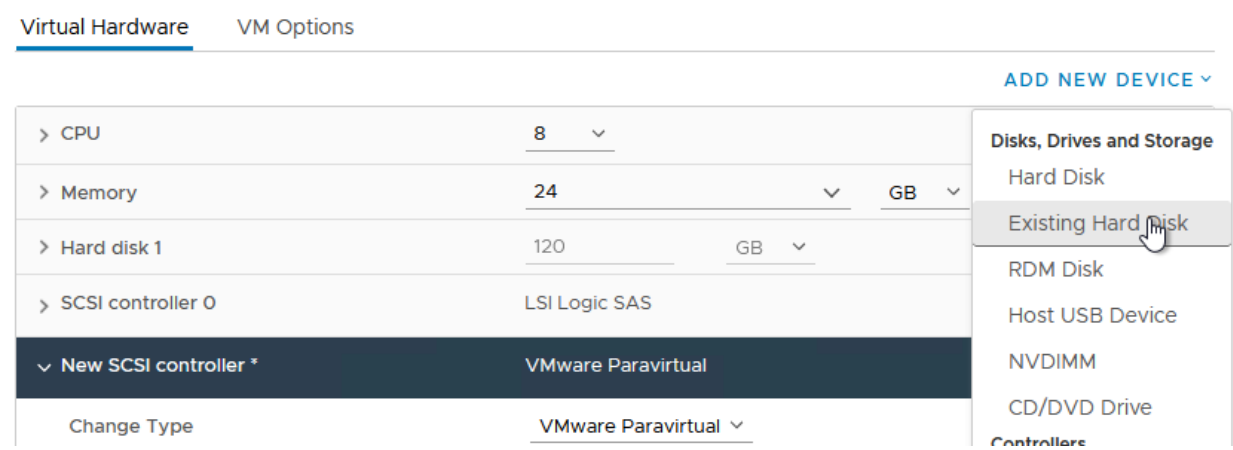 Virtual Hardware VM Options
ADD NEW DEVICE
CPU 8
Disks, Drives and Storage
Hard Disk
Memory 24 GB
Existing Hard Disk
Hard disk 1 120 GB
RDM Disk
SCSI controller 0 LSI Logic SAS
Host USB Device
New SCSI controller * VMware Paravirtual
NVDIMM
CD/DVD Drive
Change Type VMware Paravirtual
Controllers